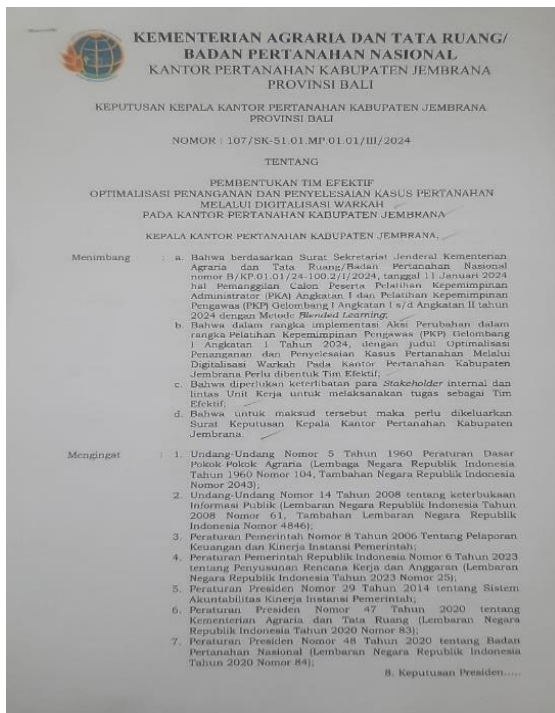 KEMENTERIAN AGRARIA DAN TATA RUANG/
BADAN PERTANAHAN NASIONAL
KANTOR PERTANAHAN KABUPATEN JEMBRANA
PROVINSI BALI
KEPUTUSAN KEPALA KANTOR PERTANAHAN KABUPATEN JEMBRANA
PROVINSI BALI
NOMOR : 107/SK-51.01.MP.01.01/III/2024
TENTANG
PEMBENTUKAN TIM EFEKTIF
OPTIMALISASI PENANGANAN DAN PENYELESAIAN KASUS PERTANAHAN
MELALUI DIGITALISASI WARKAH
PADA KANTOR PERTANAHAN KABUPATEN JEMBRANA
KEPALA KANTOR PERTANAHAN KABUPATEN JEMBRANA,
Menimbang : a. Bahwa berdasarkan Surat Sekretariat Jenderal Kementerian
Agraria dan Tata Ruang/Badan Pertanahan Nasional
nomor B/KP.01.01/24-100.2/I/2024, tanggal 11 Januari 2024
hal Pemanggilan Calon Peserta Pelatihan Kepemimpinan
Administrator (PKA) Angkatan I dan Pelatihan Kepemimpinan
Pengawas (PKP) Gelombang I Angkatan I s/d Angkatan II tahun
2024 dengan Metode Blended Learning;
b. Bahwa dalam rangka implementasi Aksi Perubahan dalam
rangka Pelatihan Kepemimpinan Pengawas (PKP) Gelombang
I Angkatan 1 Tahun 2024, dengan judul Optimalisasi
Penanganan dan Penyelesaian Kasus Pertanahan Melalui
Digitalisasi Warkah Pada Kantor Pertanahan Kabupaten
Jembrana Perlu dibentuk Tim Efektif;
c. Bahwa diperlukan keterlibatan para Stakeholder internal dan
lintas Unit Kerja untuk melaksanakan tugas sebagai Tim
Efektif;
d. Bahwa untuk maksud tersebut maka perlu dikeluarkan
Surat Keputusan Kepala Kantor Pertanahan Kabupaten
Jembrana.
Mengingat : 1. Undang-Undang Nomor 5 Tahun 1960 Peraturan Dasar
Pokok-Pokok Agraria (Lembaga Negara Republik Indonesia
Tahun 1960 Nomor 104, Tambahan Negara Republik Indonesia
Nomor 2043);
2. Undang-Undang Nomor 14 Tahun 2008 tentang keterbukaan
Informasi Publik (Lembaran Negara Republik Indonesia Tahun
2008 Nomor 61, Tambahan Lembaran Negara Republik
Indonesia Nomor 4846);
3. Peraturan Pemerintah Nomor 8 Tahun 2006 Tentang Pelaporan
Keuangan dan Kinerja Instansi Pemerintah;
4. Peraturan Pemerintah Republik Indonesia Nomor 6 Tahun 2023
tentang Penyusunan Rencana Kerja dan Anggaran (Lembaran
Negara Republik Indonesia Tahun 2023 Nomor 25);
5. Peraturan Presiden Nomor 29 Tahun 2014 tentang Sistem
Akuntabilitas Kinerja Instansi Pemerintah;
6. Peraturan Presiden Nomor 47 Tahun 2020 tentang
Kementerian Agraria dan Tata Ruang (Lembaran Negara
Republik Indonesia Tahun 2020 Nomor 83);
7. Peraturan Presiden Nomor 48 Tahun 2020 tentang Badan
Pertanahan Nasional (Lembaran Negara Republik Indonesia
Tahun 2020 Nomor 84);
8. Keputusan Presiden.....